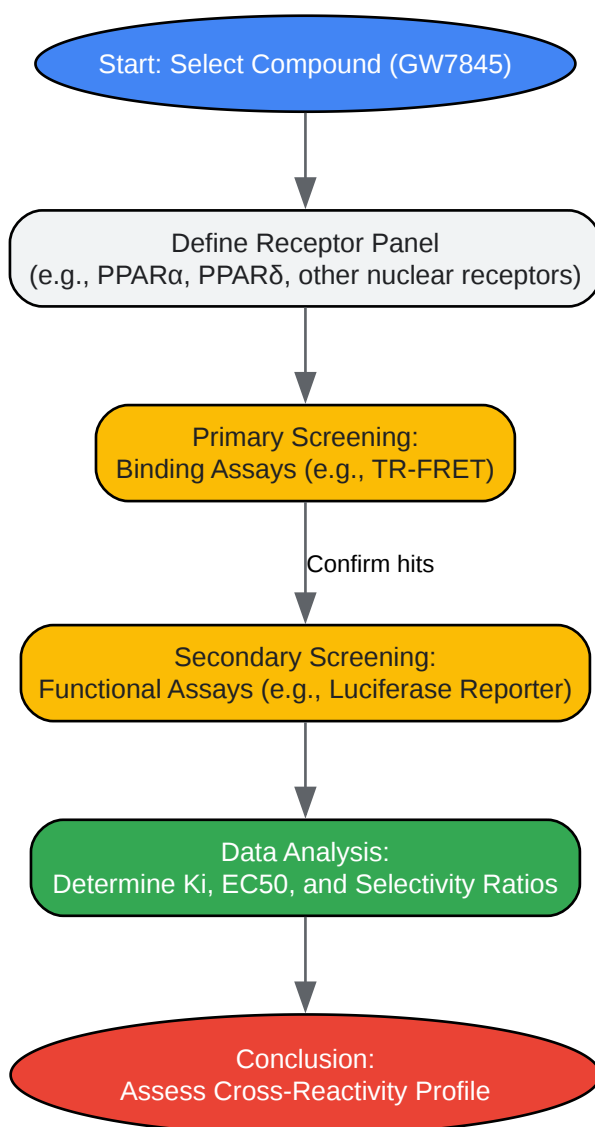 Start: Select Compound (GW7845)
Define Receptor Panel
(e.g., PPARα, PPARδ, other nuclear receptors)
Primary Screening:
Binding Assays (e.g., TR-FRET)
Confirm hits
Secondary Screening:
Functional Assays (e.g., Luciferase Reporter)
Data Analysis:
Determine Ki, EC50, and Selectivity Ratios
Conclusion:
Assess Cross-Reactivity Profile